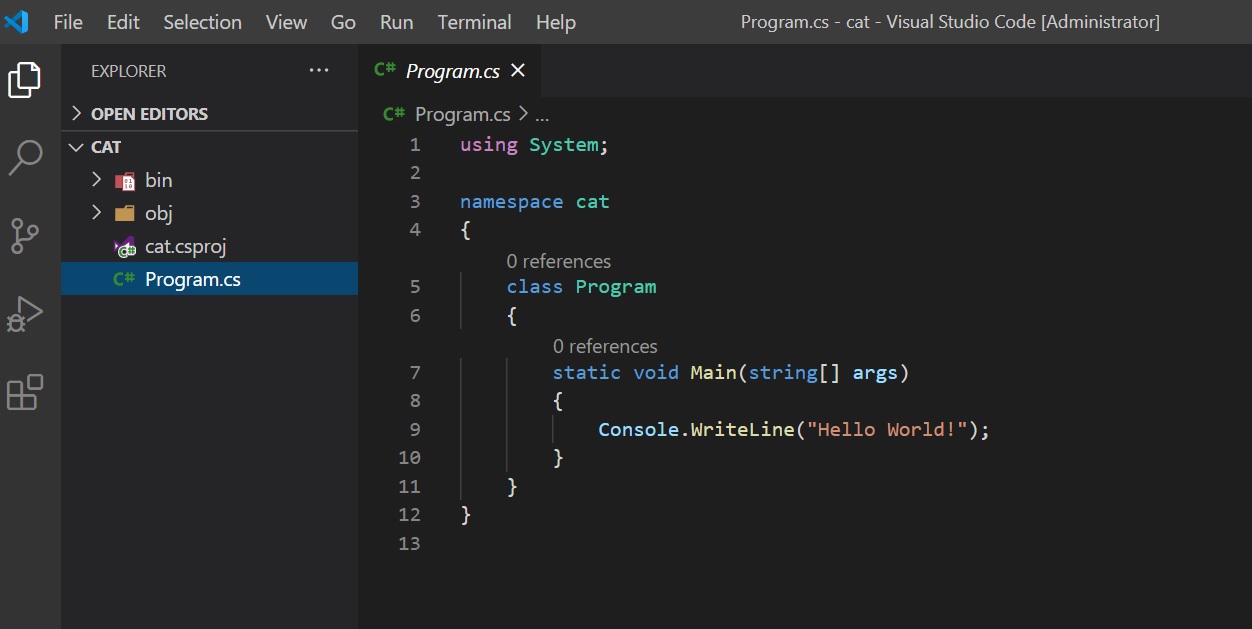 File Edit Selection View Go Run Terminal Help Program.cs - cat - Visual Studio Code [Administrator]
EXPLORER ...
OPEN EDITORS
CAT
bin
obj
cat.csproj
C# Program.cs
C# Program.cs ×
C# Program.cs > ...
1 using System;
2
3 namespace cat
4 {
0 references
5 class Program
6 {
0 references
7 static void Main(string[] args)
8 {
9 Console.WriteLine("Hello World!");
10 }
11 }
12 }
13